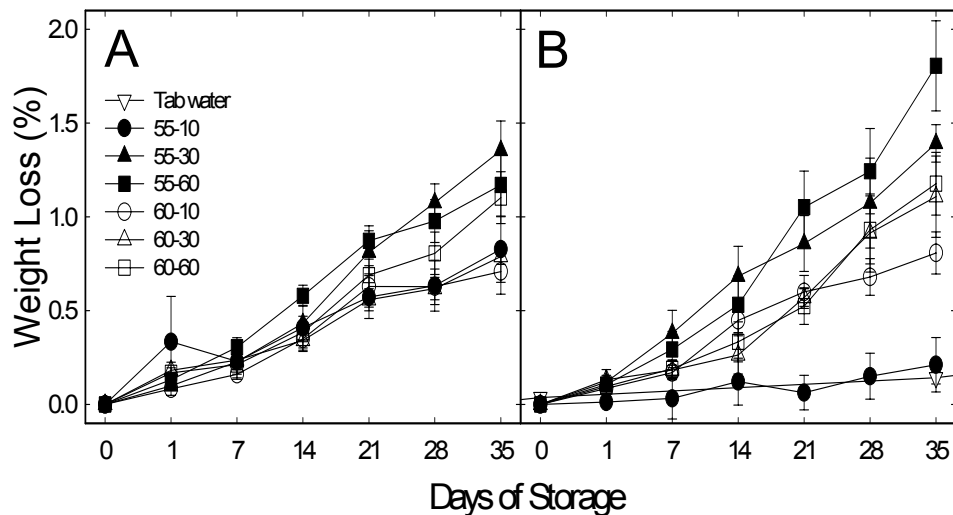 A
B
2.0
1.5
1.0
0.5
0.0
Weight Loss (%)
Tab water
55-10
55-30
55-60
60-10
60-30
60-60
0 1 7 14 21 28 35 0 1 7 14 21 28 35
Days of Storage